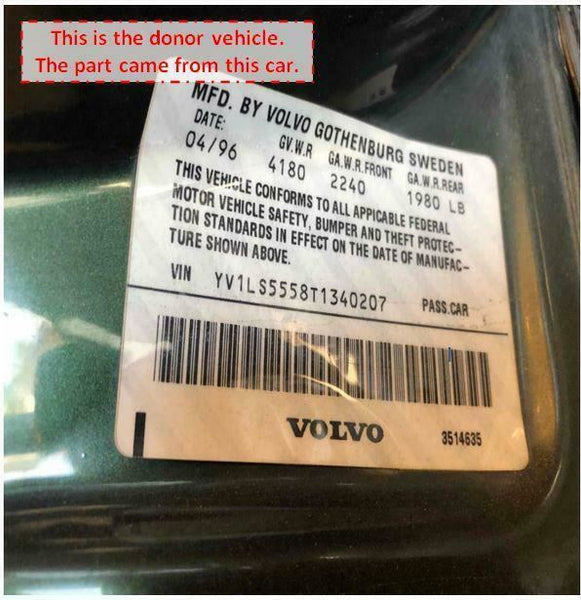 This is the donor vehicle.
The part came from this car.
MFD. BY VOLVO GOTHENBURG SWEDEN
DATE: GV.W.R GA.W.R.FRONT GA.W.R.REAR
04/96 4180 2240 1980 LB
THIS VEHICLE CONFORMS TO ALL APPICABLE FEDERAL
MOTOR VEHICLE SAFETY, BUMPER AND THEFT PROTEC-
TION STANDARDS IN EFFECT ON THE DATE OF MANUFAC-
TURE SHOWN ABOVE.
VIN YV1LS5558T1340207 PASS.CAR
VOLVO 3514635